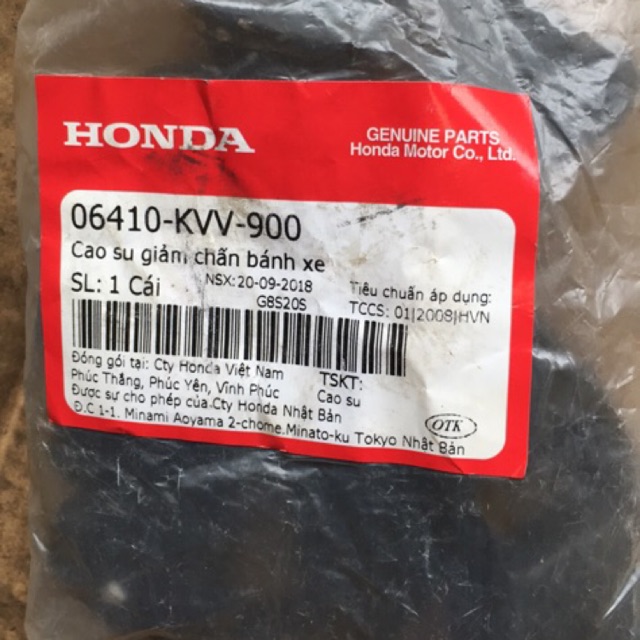 HONDA
GENUINE PARTS
Honda Motor Co., Ltd.
06410-KVV-900
Cao su giảm chấn bánh xe
SL: 1 Cái
NSX:20-09-2018
G8S20S
Tiêu chuẩn áp dụng:
TCCS: 01|2008|HVN
Đóng gói tại: Cty Honda Việt Nam
Phúc Thắng, Phúc Yên, Vĩnh Phúc
Được sự cho phép của.Cty Honda Nhật Bản
Đ.C 1-1. Minami Aoyama 2-chome.Minato-ku Tokyo Nhật Bản
TSKT:
Cao su
OTK